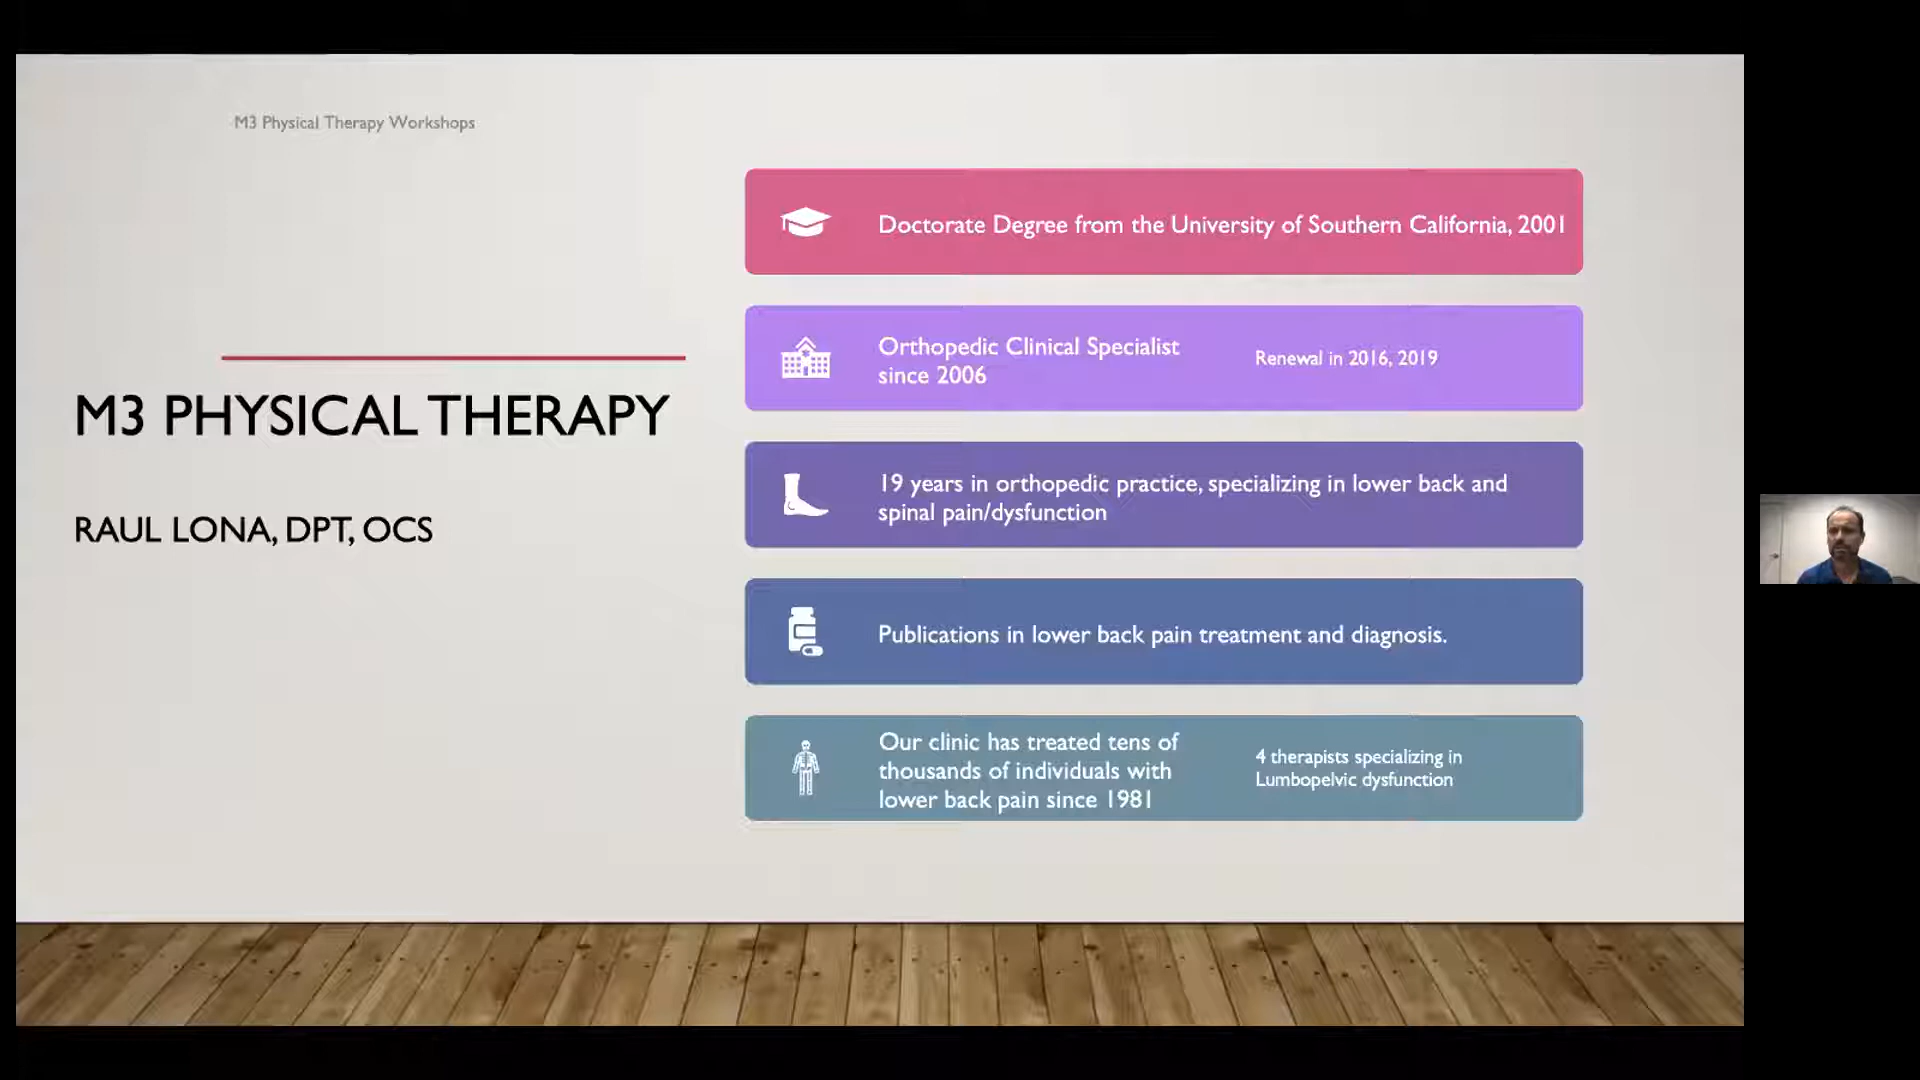 M3 Physical Therapy Workshops
M3 PHYSICAL THERAPY
RAUL LONA, DPT, OCS
Doctorate Degree from the University of Southern California, 2001
Orthopedic Clinical Specialist
since 2006
Renewal in 2016, 2019
19 years in orthopedic practice, specializing in lower back and
spinal pain/dysfunction
Publications in lower back pain treatment and diagnosis.
Our clinic has treated tens of
thousands of individuals with
lower back pain since 1981
4 therapists specializing in
Lumbopelvic dysfunction